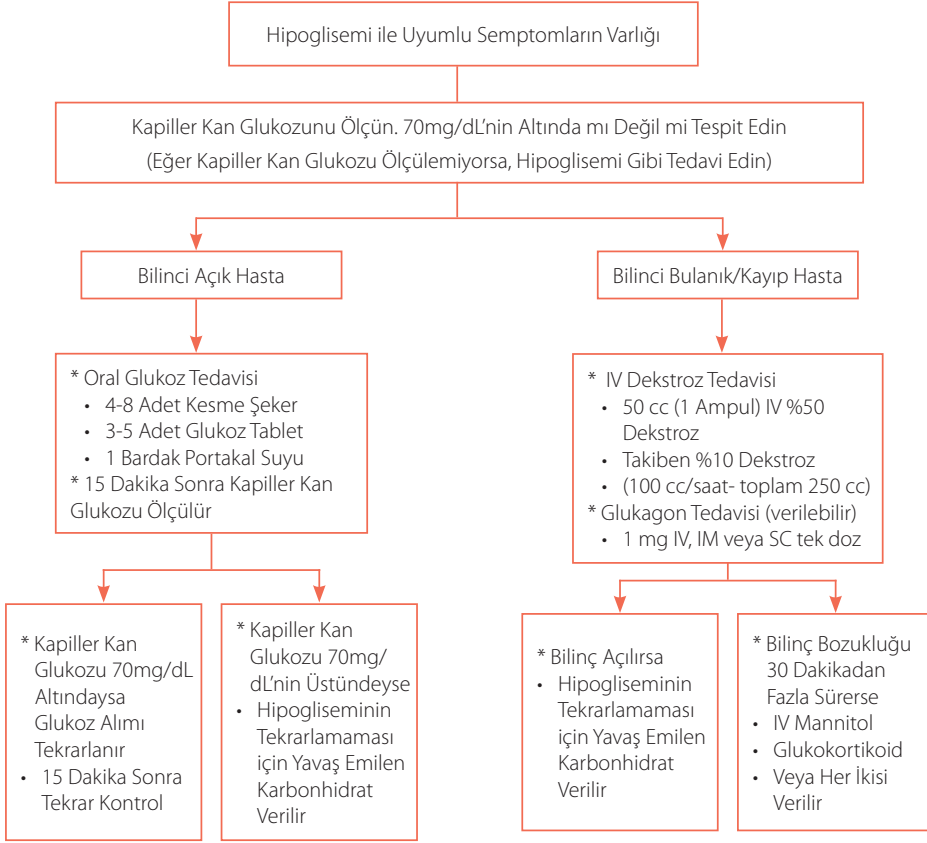 Hipoglisemi ile Uyumlu Semptomların Varlığı
Kapiller Kan Glukozunu Ölçün. 70mg/dL’nin Altında mı Değil mi Tespit Edin
(Eğer Kapiller Kan Glukozu Ölçülemiyorsa, Hipoglisemi Gibi Tedavi Edin)
Bilinci Açık Hasta
Bilinci Bulanık/Kayıp Hasta
* Oral Glukoz Tedavisi
• 4-8 Adet Kesme Şeker
• 3-5 Adet Glukoz Tablet
• 1 Bardak Portakal Suyu
* 15 Dakika Sonra Kapiller Kan
Glukozu Ölçülür
* IV Dekstroz Tedavisi
• 50 cc (1 Ampul) IV %50
Dekstroz
• Takiben %10 Dekstroz
• (100 cc/saat- toplam 250 cc)
* Glukagon Tedavisi (verilebilir)
• 1 mg IV, IM veya SC tek doz
* Kapiller Kan
Glukozu 70mg/dL
Altındaysa
Glukoz Alımı
Tekrarlanır
• 15 Dakika Sonra
Tekrar Kontrol
* Kapiller Kan
Glukozu 70mg/
dL’nin Üstündeyse
• Hipogliseminin
Tekrarlamaması
için Yavaş Emilen
Karbonhidrat
Verilir
* Bilinç Açılırsa
• Hipogliseminin
Tekrarlamaması
için Yavaş Emilen
Karbonhidrat
Verilir
* Bilinç Bozukluğu
30 Dakikadan
Fazla Sürerse
• IV Mannitol
• Glukokortikoid
• Veya Her İkisi
Verilir